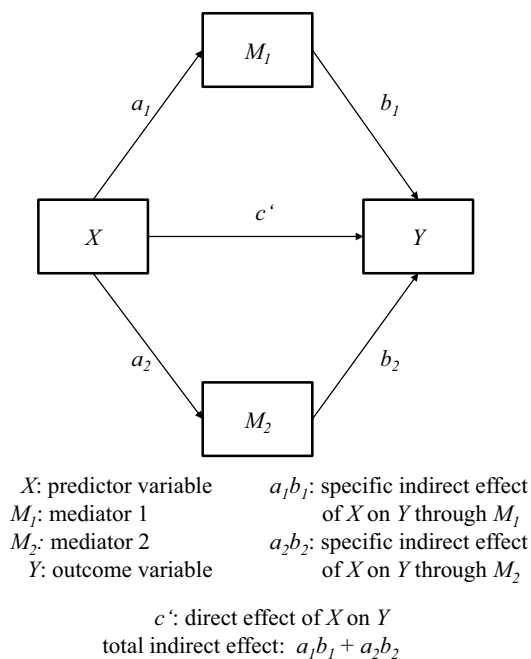 M₁
a₁
b₁
X
c‘
Y
a₂
b₂
M₂
X: predictor variable
M₁: mediator 1
M₂: mediator 2
Y: outcome variable
a₁b₁: specific indirect effect
of X on Y through M₁
a₂b₂: specific indirect effect
of X on Y through M₂
c‘: direct effect of X on Y
total indirect effect: a₁b₁ + a₂b₂